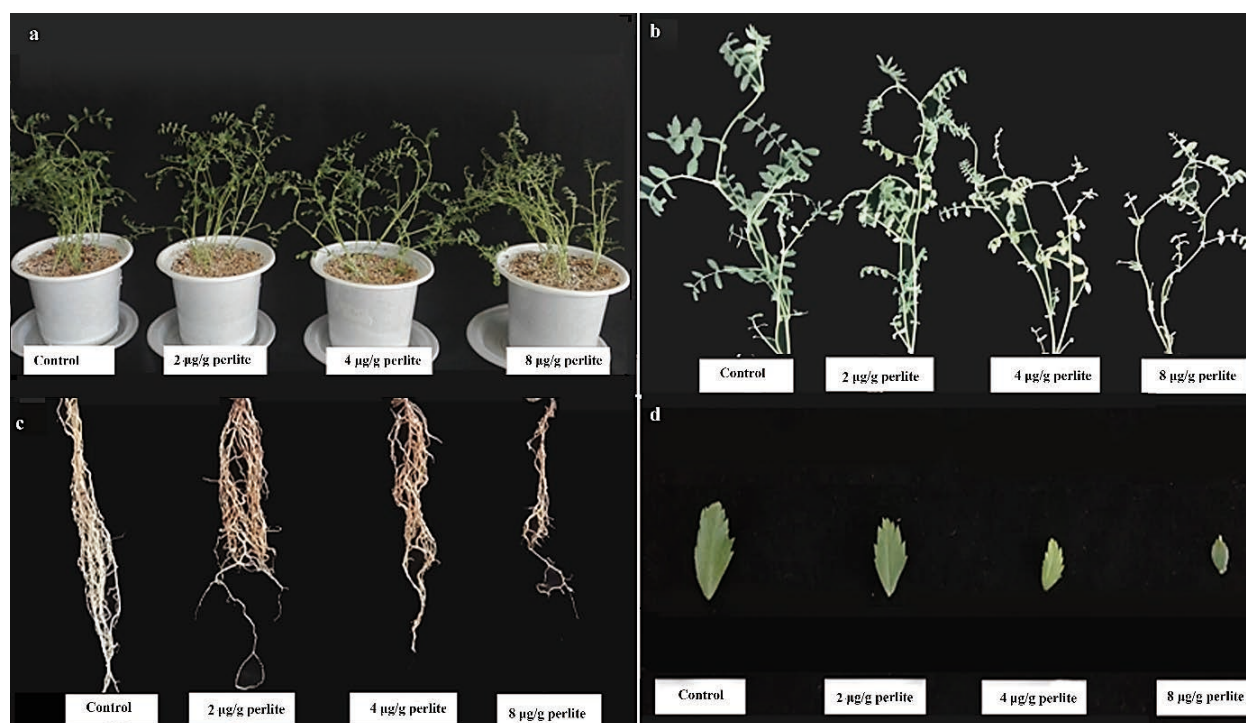 a
Control
2 μg/g perlite
4 μg/g perlite
8 μg/g perlite
b
Control
2 μg/g perlite
4 μg/g perlite
8 μg/g perlite
c
Control
2 μg/g perlite
4 μg/g perlite
8 μg/g perlite
d
Control
2 μg/g perlite
4 μg/g perlite
8 μg/g perlite